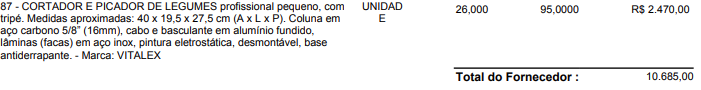 87 - CORTADOR E PICADOR DE LEGUMES profissional pequeno, com UNIDAD 26,000 95,0000 R$ 2.470,00
tripé. Medidas aproximadas: 40 x 19,5 x 27,5 cm (A x L x P). Coluna em E
aço carbono 5/8” (16mm), cabo e basculante em alumínio fundido,
lâminas (facas) em aço inox, pintura eletrostática, desmontável, base
antiderrapante. - Marca: VITALEX
Total do Fornecedor : 10.685,00